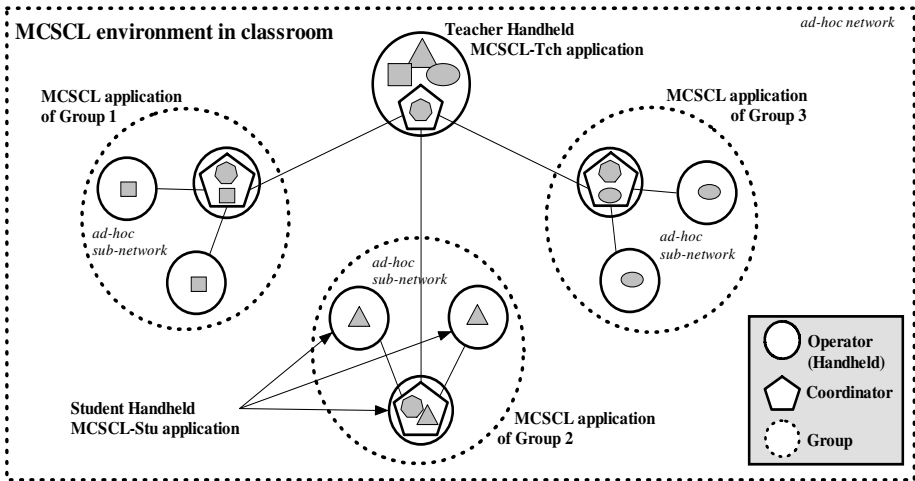 MCSCL environment in classroom
ad-hoc network
Teacher Handheld
MCSCL-Tch application
MCSCL application
of Group 1
MCSCL application
of Group 3
ad-hoc
sub-network
ad-hoc
sub-network
ad-hoc
sub-network
Student Handheld
MCSCL-Stu application
MCSCL application
of Group 2
Operator
(Handheld)
Coordinator
Group